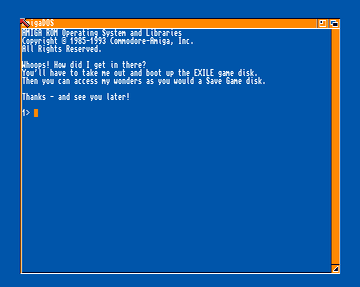 AmigaDOS
AMIGA ROM Operating System and Libraries
Copyright © 1985-1993 Commodore-Amiga, Inc.
All Rights Reserved.
Whoops! How did I get in there?
You'll have to take me out and boot up the EXILE game disk.
Then you can access my wonders as you would a Save Game disk.
Thanks - and see you later!
1>